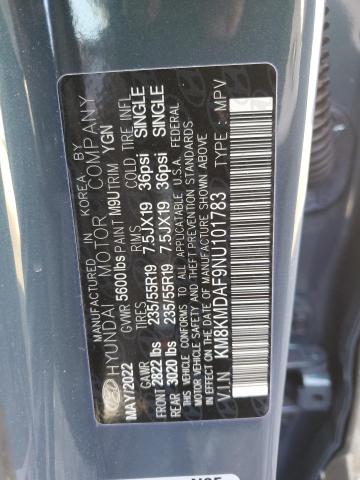 MANUFACTURED IN KOREA BY
HYUNDAI MOTOR COMPANY
MAY/2022 GVWR 5600 lbs PAINT M9U TRIM YGN
GAWR TIRES RIMS COLD TIRE INFL
FRONT 2822 lbs 235/55R19 7.5JX19 36psi SINGLE
REAR 3020 lbs 235/55R19 7.5JX19 36psi SINGLE
THIS VEHICLE CONFORMS TO ALL APPLICABLE U.S.A. FEDERAL
MOTOR VEHICLE SAFETY STANDARDS
IN EFFECT ON THE DATE OF MANUFACTURE SHOWN ABOVE.
V.I.N : KM8KMDAF9NU101783 TYPE : MPV